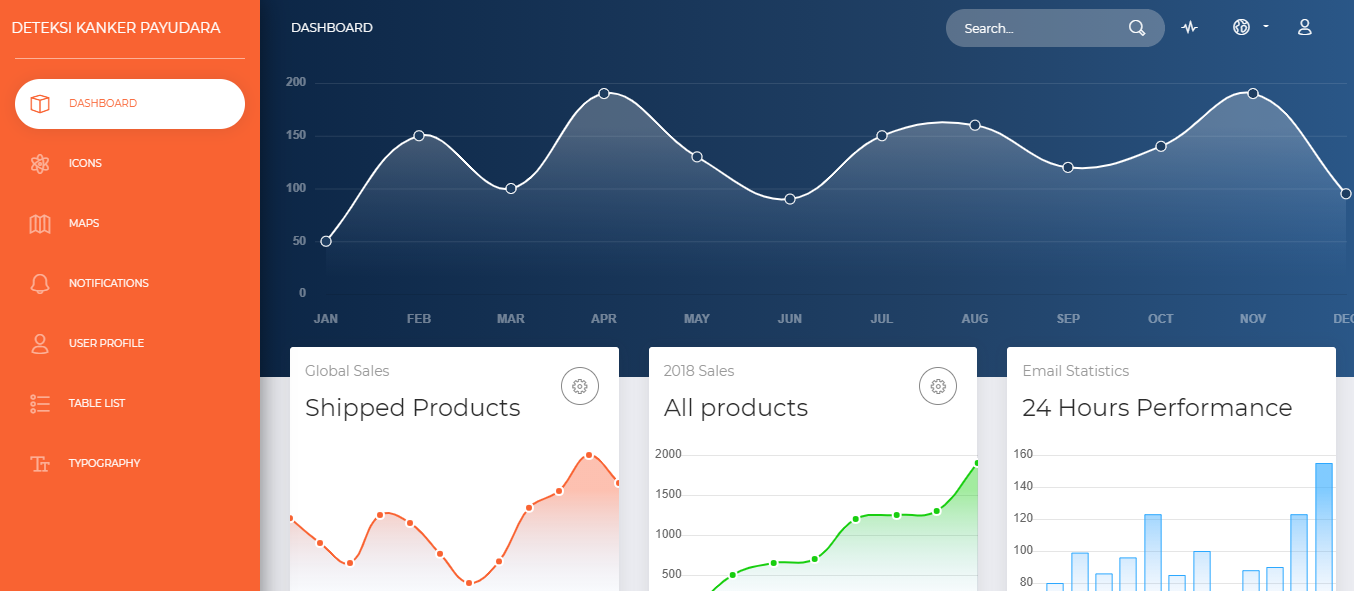 DETEKSI KANKER PAYUDARA
DASHBOARD
ICONS
MAPS
NOTIFICATIONS
USER PROFILE
TABLE LIST
TYPOGRAPHY
DASHBOARD
Search...
200
150
100
50
0
JAN FEB MAR APR MAY JUN JUL AUG SEP OCT NOV DEC
Global Sales
Shipped Products
2018 Sales
All products
2000
1500
1000
500
Email Statistics
24 Hours Performance
160
140
120
100
80